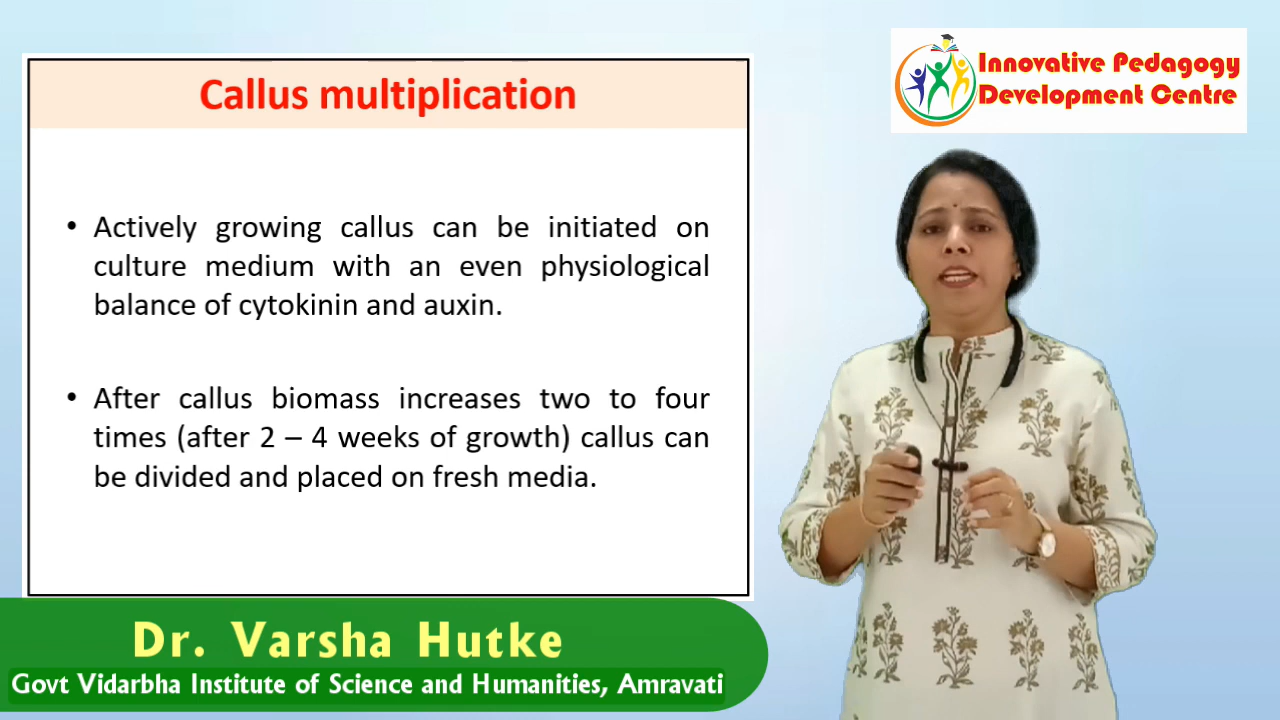 Callus multiplication
• Actively growing callus can be initiated on
culture medium with an even physiological
balance of cytokinin and auxin.
• After callus biomass increases two to four
times (after 2 – 4 weeks of growth) callus can
be divided and placed on fresh media.
Innovative Pedagogy
Development Centre
Dr. Varsha Hutke
Govt Vidarbha Institute of Science and Humanities, Amravati